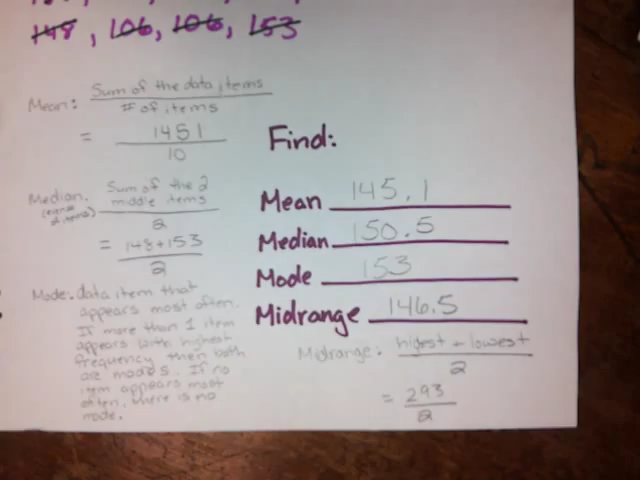 148, 106, 106, 153
Mean: Sum of the data items
# of items
= 1451
10
Find:
Median. Sum of the 2
middle items
2
= 148+153
2
Mean 145.1
Median 150.5
Mode 153
Midrange 146.5
Mode: data item that
appears most often.
If more than 1 item
appears with highest
frequency then both
are modes. If no
item appears most
often, there is no
mode.
Midrange: higest + lowest
2
= 293
2